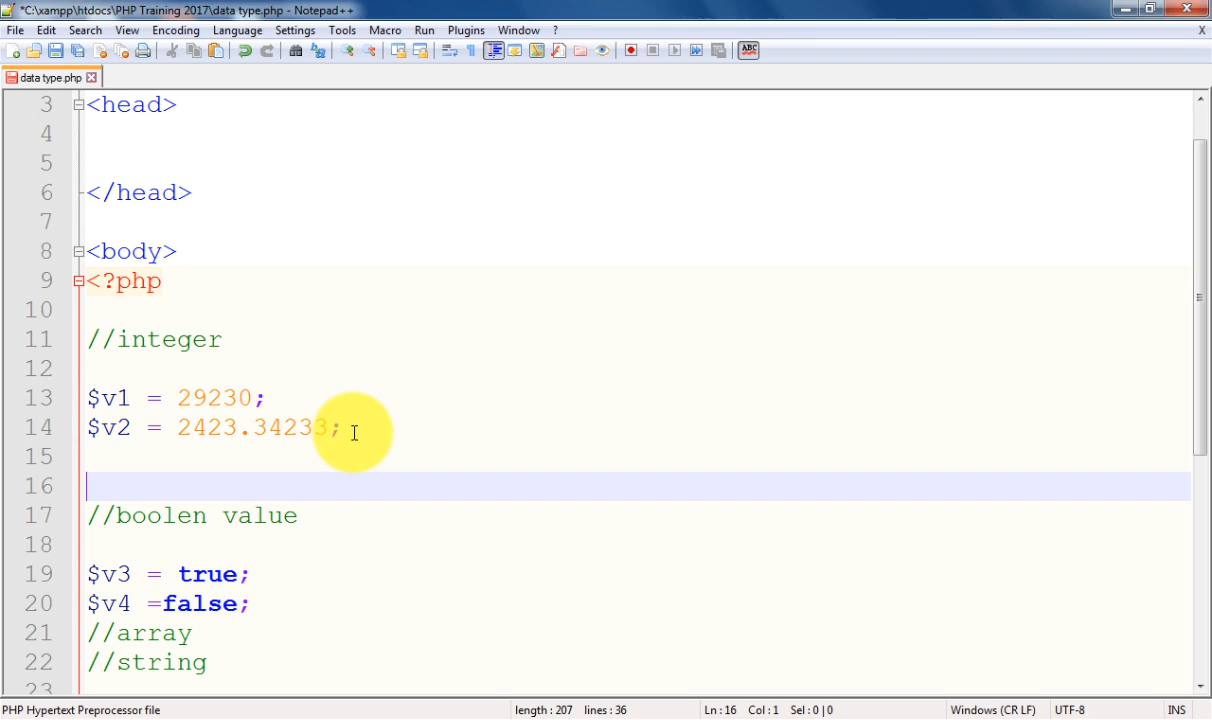 *C:\xampp\htdocs\PHP Training 2017\data type.php - Notepad++
File Edit Search View Encoding Language Settings Tools Macro Run Plugins Window ? X
ABC
data type.php
3 <head>
4
5
6 </head>
7
8 <body>
9 <?php
10
11 //integer
12
13 $v1 = 29230;
14 $v2 = 2423.34233;
15
16
17 //boolen value
18
19 $v3 = true;
20 $v4 =false;
21 //array
22 //string
23
PHP Hypertext Preprocessor file length : 207 lines : 36 Ln : 16 Col : 1 Sel : 0 | 0 Windows (CR LF) UTF-8 INS